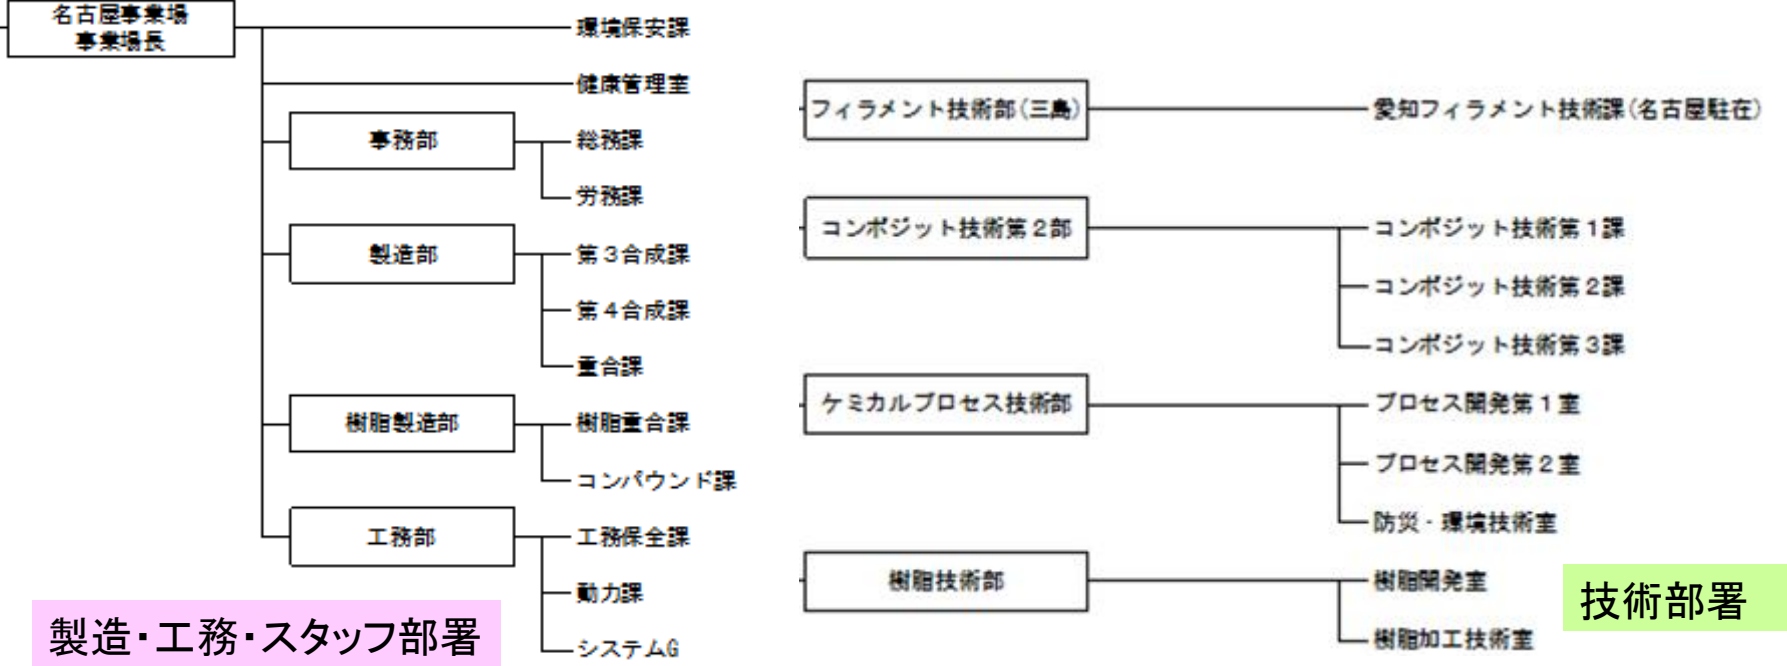 名古屋事業場
事業場長
環境保安課
健康管理室
事務部
総務課
労務課
製造部
第３合成課
第４合成課
重合課
樹脂製造部
樹脂重合課
コンパウンド課
工務部
工務保全課
動力課
システムG
製造・工務・スタッフ部署
フィラメント技術部(三島)
愛知フィラメント技術課(名古屋駐在)
コンポジット技術第２部
コンポジット技術第１課
コンポジット技術第２課
コンポジット技術第３課
ケミカルプロセス技術部
プロセス開発第１室
プロセス開発第２室
防災・環境技術室
樹脂技術部
樹脂開発室
樹脂加工技術室
技術部署